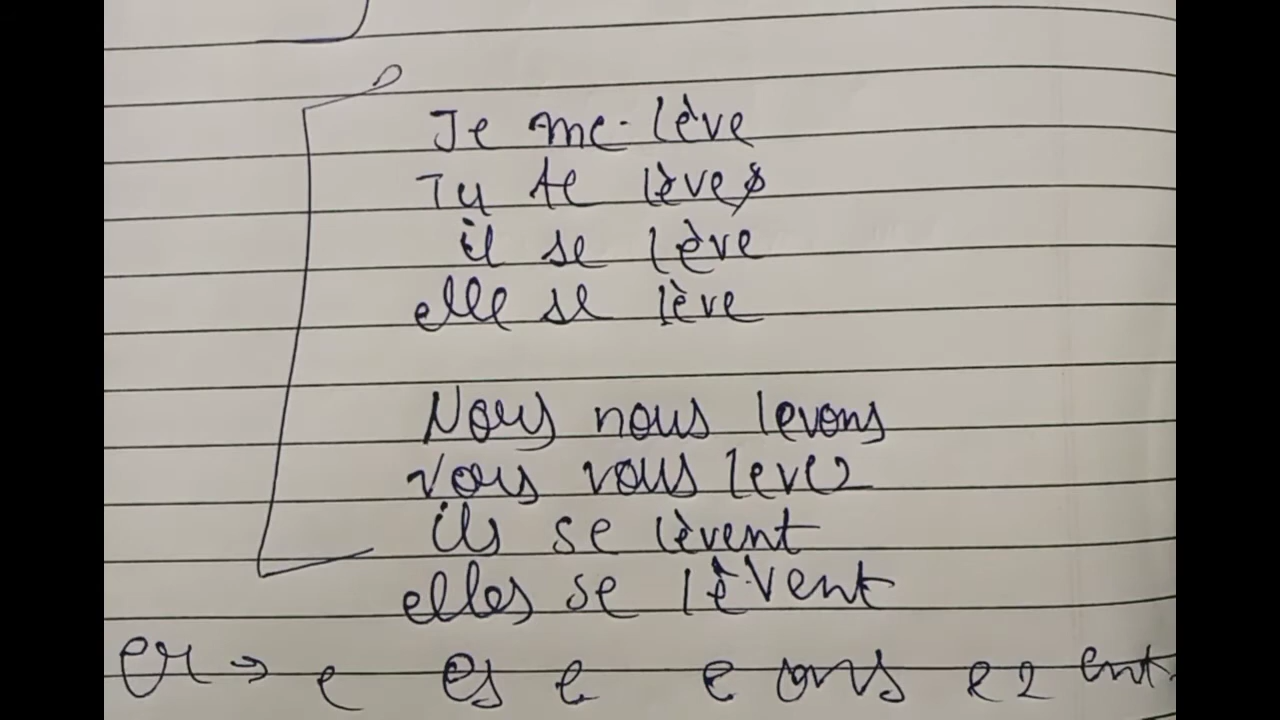 Je me lève
Tu te lèves
il se lève
elle se lève
Nous nous levons
vous vous levez
ils se lèvent
elles se lèvent
er → e es e e ons ez ent